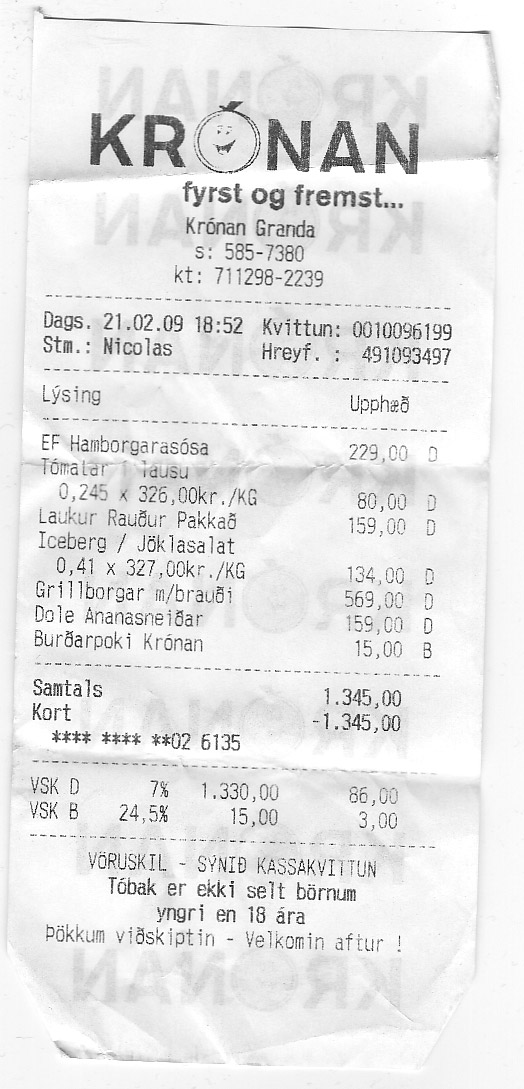 KRÓNAN
fyrst og fremst...
Krónan Granda
s: 585-7380
kt: 711298-2239
Dags. 21.02.09 18:52 Kvittun: 0010096199
Stm.: Nicolas Hreyf. : 491093497
Lýsing Upphæð
EF Hamborgarasósa 229,00 D
Tómatar í lausu
0,245 x 326,00kr./KG 80,00 D
Laukur Rauður Pakkað 159,00 D
Iceberg / Jöklasalat
0,41 x 327,00kr./KG 134,00 D
Grillborgar m/brauði 569,00 D
Dole Ananasneiðar 159,00 D
Burðarpoki Krónan 15,00 B
Samtals 1.345,00
Kort -1.345,00
**** **** **02 6135
VSK D 7% 1.330,00 86,00
VSK B 24,5% 15,00 3,00
VÖRUSKIL - SÝNIÐ KASSAKVITTUN
Tóbak er ekki selt börnum
yngri en 18 ára
Þökkum viðskiptin - Velkomin aftur !